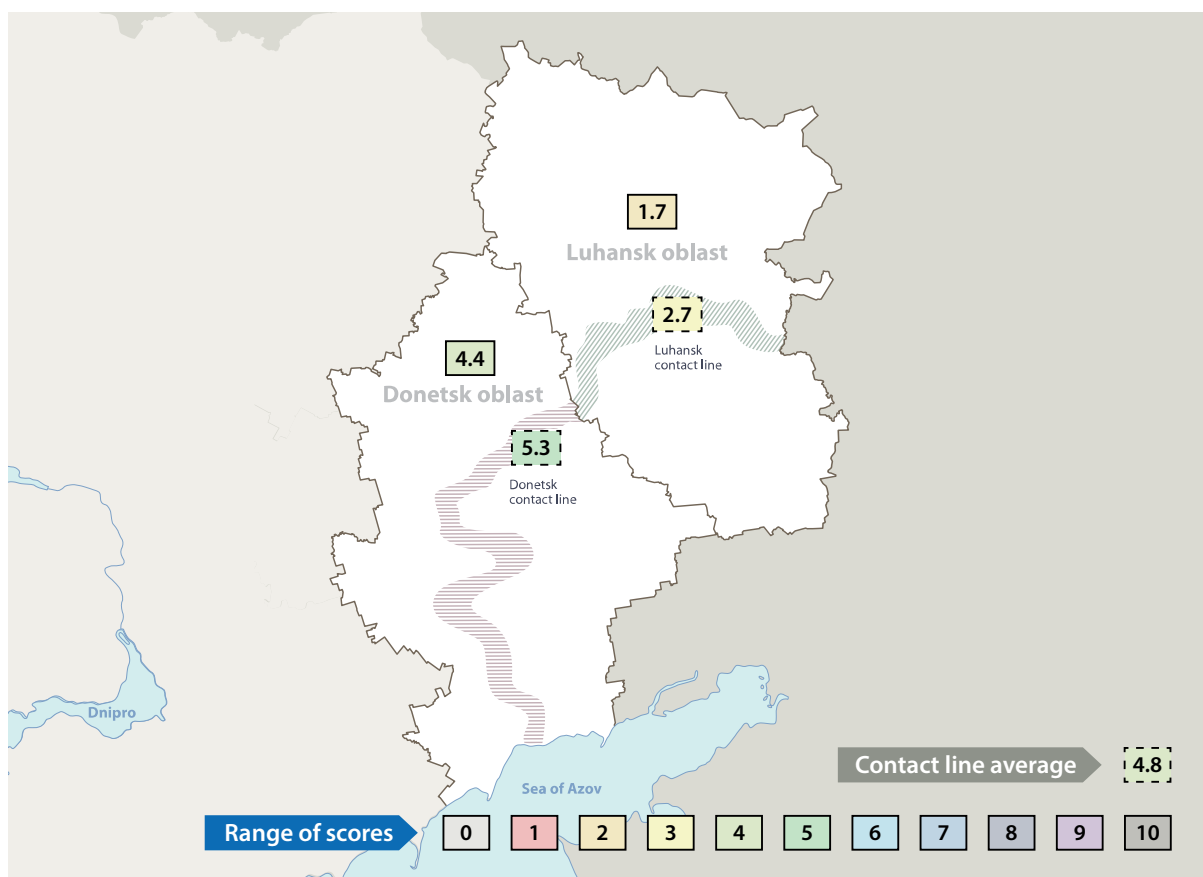 1.7
Luhansk oblast
2.7
Luhansk
contact line
4.4
Donetsk oblast
5.3
Donetsk
contact line
Dnipro
Sea of Azov
Contact line average
4.8
Range of scores
0 1 2 3 4 5 6 7 8 9 10